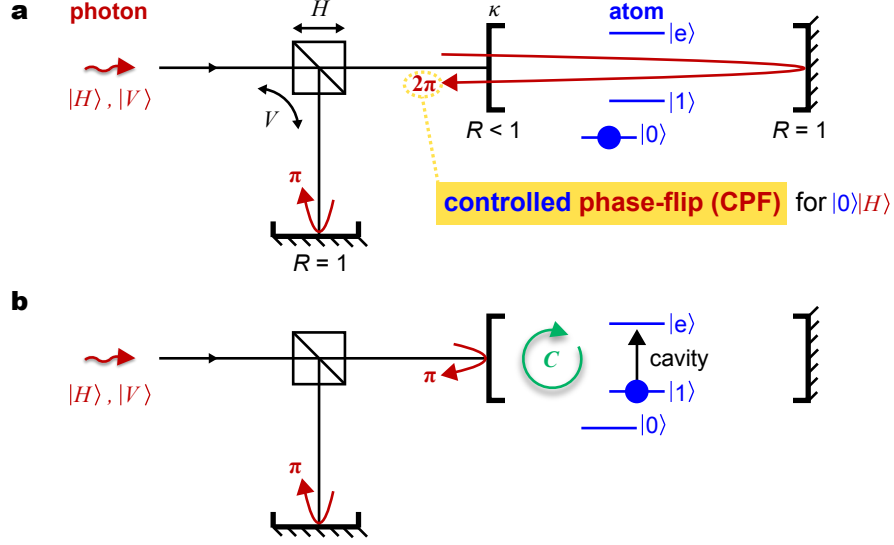 a
photon
H
κ
atom
|e⟩
2π
|H⟩ , |V⟩
V
R < 1
|1⟩
|0⟩
R = 1
π
controlled phase-flip (CPF) for |0⟩|H⟩
R = 1
b
|e⟩
C
cavity
π
|H⟩ , |V⟩
|1⟩
|0⟩
π